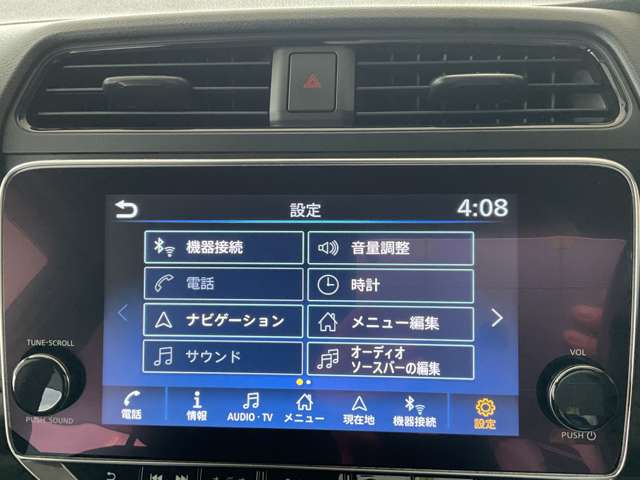 設定
4:08
機器接続
音量調整
電話
時計
ナビゲーション
メニュー編集
サウンド
オーディオ
ソースバーの編集
TUNE·SCROLL
PUSH SOUND
VOL
PUSH
電話
情報
AUDIO・TV
メニュー
現在地
機器接続
設定